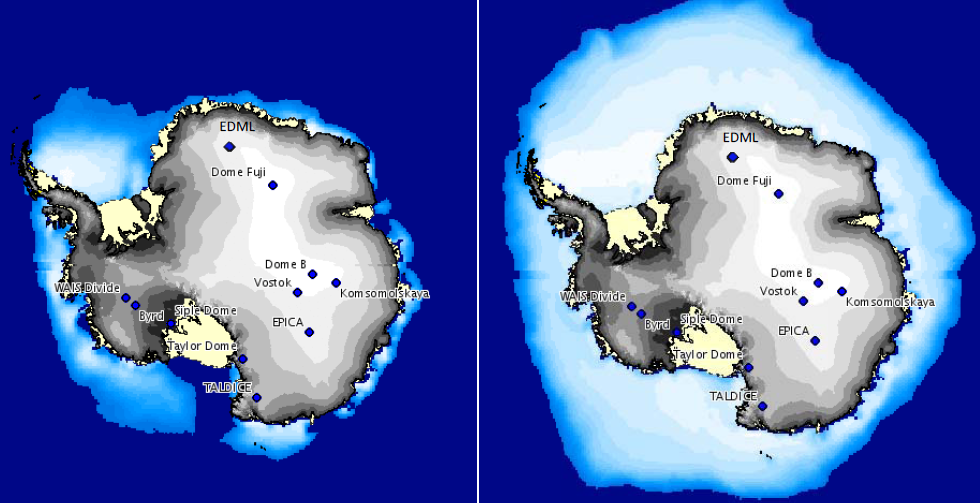 EDML
Dome Fuji
Dome B
Vostok
Komsomolskaya
WAIS Divide
Byrd
Siple Dome
EPICA
Taylor Dome
TALDICE
EDML
Dome Fuji
Dome B
Vostok
Komsomolskaya
WAIS Divide
Byrd
Siple Dome
EPICA
Taylor Dome
TALDICE